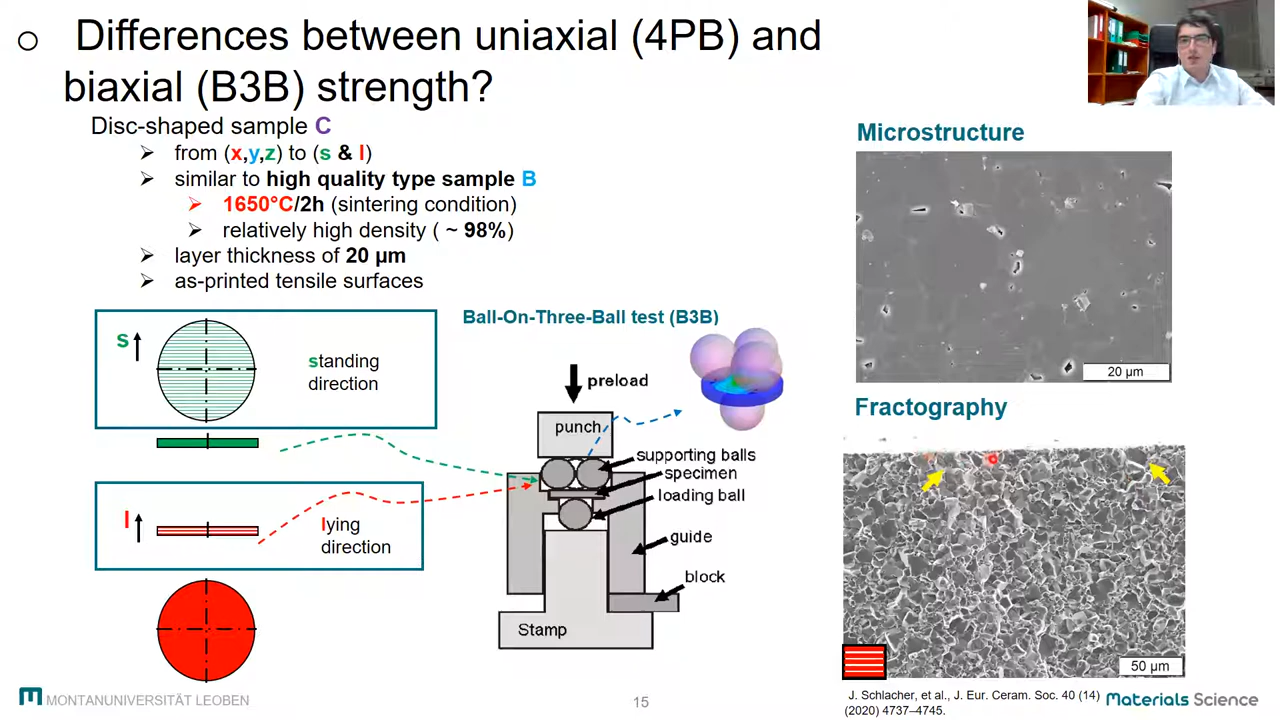 Differences between uniaxial (4PB) and
biaxial (B3B) strength?
Disc-shaped sample C
from (x,y,z) to (s & l)
similar to high quality type sample B
1650°C/2h (sintering condition)
relatively high density ( ~ 98%)
layer thickness of 20 µm
as-printed tensile surfaces
s
standing
direction
l
lying
direction
Ball-On-Three-Ball test (B3B)
preload
punch
supporting balls
specimen
loading ball
guide
block
Stamp
Microstructure
20 µm
Fractography
50 µm
MONTANUNIVERSITÄT LEOBEN
15
J. Schlacher, et al., J. Eur. Ceram. Soc. 40 (14)
(2020) 4737–4745.
Materials Science